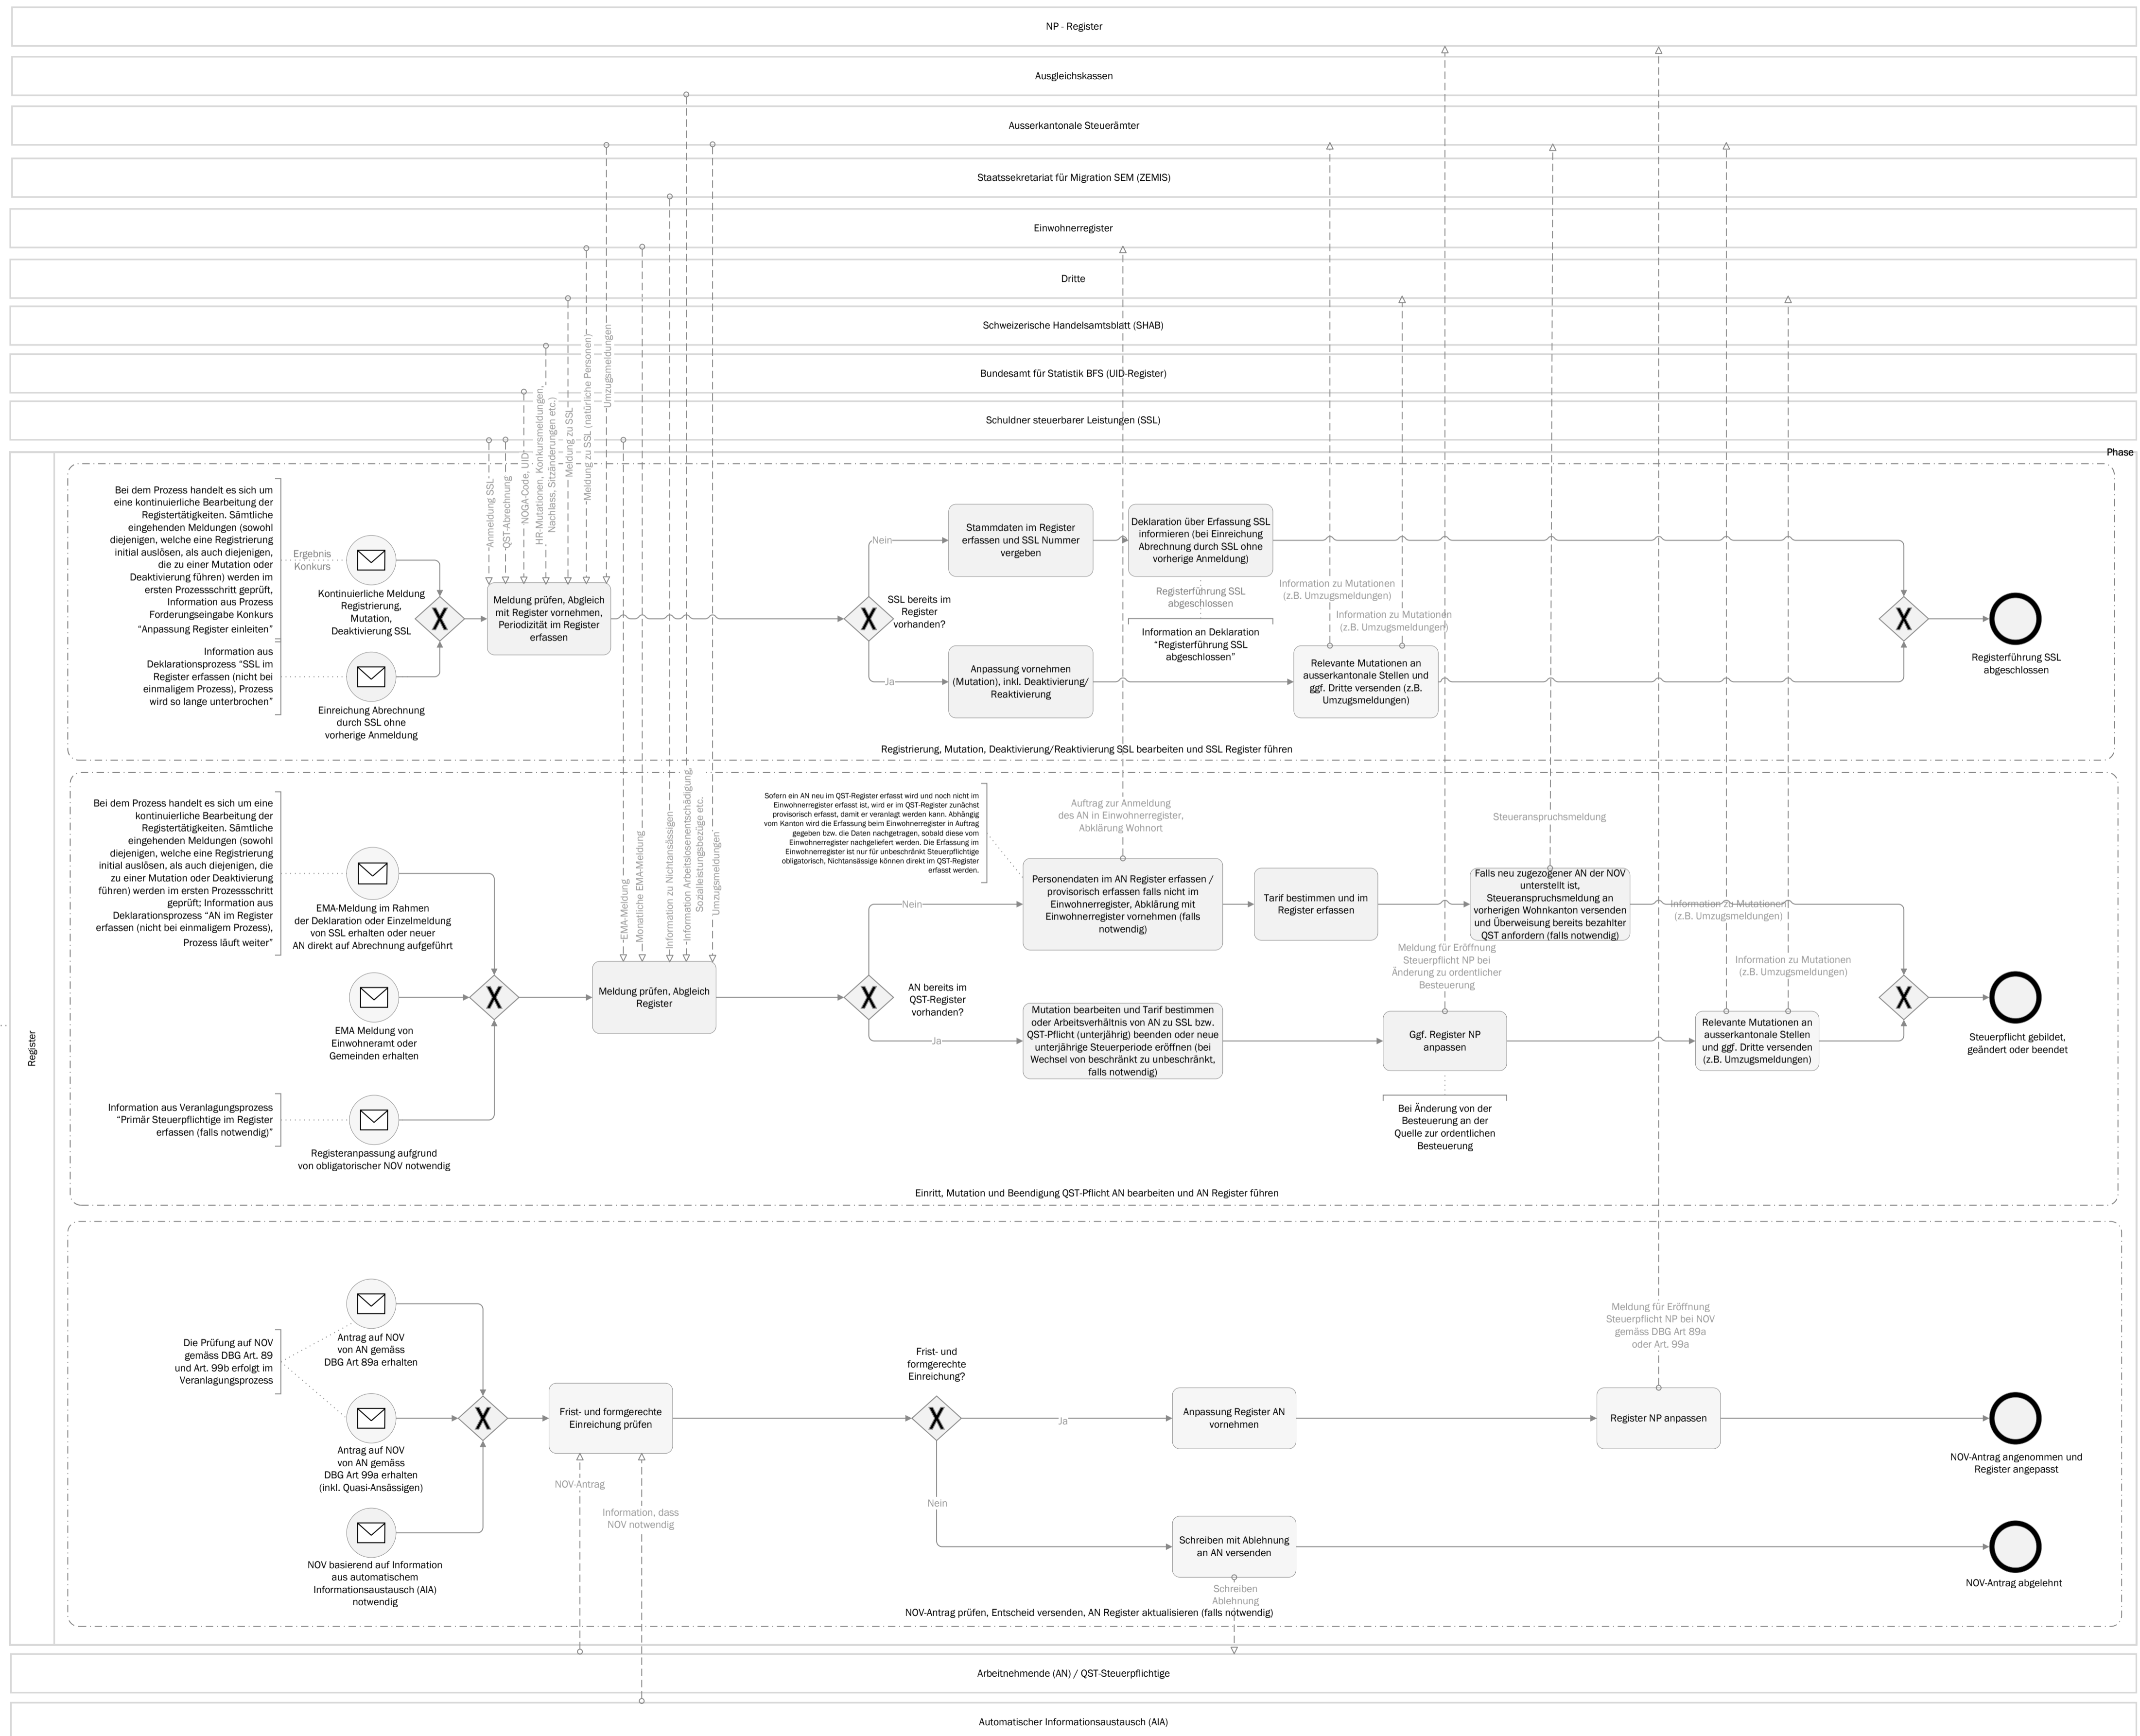 NP - Register
Ausgleichskassen
Ausserkantonale Steuerämter
Staatssekretariat für Migration SEM (ZEMIS)
Einwohnerregister
Dritte
Schweizerische Handelsamtsblatt (SHAB)
Bundesamt für Statistik BFS (UID-Register)
Schuldner steuerbarer Leistungen (SSL)
Phase
Register
Bei dem Prozess handelt es sich um
eine kontinuierliche Bearbeitung der
Registertätigkeiten. Sämtliche
eingehenden Meldungen (sowohl
diejenigen, welche eine Registrierung
initial auslösen, als auch diejenigen,
die zu einer Mutation oder
Deaktivierung führen) werden im
ersten Prozessschritt geprüft,
Information aus Prozess
Forderungseingabe Konkurs
"Anpassung Register einleiten"
Information aus
Deklarationsprozess "SSL im
Register erfassen (nicht bei
einmaligem Prozess), Prozess
wird so lange unterbrochen"
Ergebnis
Konkurs
Kontinuierliche Meldung
Registrierung,
Mutation,
Deaktivierung SSL
Einreichung Abrechnung
durch SSL ohne
vorherige Anmeldung
Anmeldung SSL
QST-Abrechnung
NOGA-Code, UID
HR-Mutationen, Konkursmeldungen,
Nachlass, Sitzänderungen etc.)
Meldung zu SSL
Meldung zu SSL (natürliche Personen)
Umzugsmeldungen
Meldung prüfen, Abgleich
mit Register vornehmen,
Periodizität im Register
erfassen
SSL bereits im
Register
vorhanden?
Nein
Ja
Stammdaten im Register
erfassen und SSL Nummer
vergeben
Deklaration über Erfassung SSL
informieren (bei Einreichung
Abrechnung durch SSL ohne
vorherige Anmeldung)
Registerführung SSL
abgeschlossen
Information an Deklaration
"Registerführung SSL
abgeschlossen"
Anpassung vornehmen
(Mutation), inkl. Deaktivierung/
Reaktivierung
Information zu Mutationen
(z.B. Umzugsmeldungen)
Information zu Mutationen
(z.B. Umzugsmeldungen)
Relevante Mutationen an
ausserkantonale Stellen und
ggf. Dritte versenden (z.B.
Umzugsmeldungen)
Registerführung SSL
abgeschlossen
Registrierung, Mutation, Deaktivierung/Reaktivierung SSL bearbeiten und SSL Register führen
Bei dem Prozess handelt es sich um eine
kontinuierliche Bearbeitung der
Registertätigkeiten. Sämtliche
eingehenden Meldungen (sowohl
diejenigen, welche eine Registrierung
initial auslösen, als auch diejenigen, die
zu einer Mutation oder Deaktivierung
führen) werden im ersten Prozessschritt
geprüft; Information aus
Deklarationsprozess "AN im Register
erfassen (nicht bei einmaligem Prozess),
Prozess läuft weiter"
EMA-Meldung im Rahmen
der Deklaration oder Einzelmeldung
von SSL erhalten oder neuer
AN direkt auf Abrechnung aufgeführt
EMA Meldung von
Einwohneramt oder
Gemeinden erhalten
Information aus Veranlagungsprozess
"Primär Steuerpflichtige im Register
erfassen (falls notwendig)"
Registeranpassung aufgrund
von obligatorischer NOV notwendig
EMA-Meldung
Monatliche EMA-Meldung
Information zu Nichtansässigen
Information Arbeitslosenentschädigung,
Sozialleistungsbezüge etc.
Umzugsmeldungen
Meldung prüfen, Abgleich
Register
Sofern ein AN neu im QST-Register erfasst wird und noch nicht im
Einwohnerregister erfasst ist, wird er im QST-Register zunächst
provisorisch erfasst, damit er veranlagt werden kann. Abhängig
vom Kanton wird die Erfassung beim Einwohnerregister in Auftrag
gegeben bzw. die Daten nachgetragen, sobald diese vom
Einwohnerregister nachgeliefert werden. Die Erfassung im
Einwohnerregister ist nur für unbeschränkt Steuerpflichtige
obligatorisch, Nichtansässige können direkt im QST-Register
erfasst werden.
AN bereits im
QST-Register
vorhanden?
Nein
Ja
Auftrag zur Anmeldung
des AN in Einwohnerregister,
Abklärung Wohnort
Personendaten im AN Register erfassen /
provisorisch erfassen falls nicht im
Einwohnerregister, Abklärung mit
Einwohnerregister vornehmen (falls
notwendig)
Tarif bestimmen und im
Register erfassen
Steueranspruchsmeldung
Falls neu zugezogener AN der NOV
unterstellt ist,
Steueranspruchsmeldung an
vorherigen Wohnkanton versenden
und Überweisung bereits bezahlter
QST anfordern (falls notwendig)
Information zu Mutationen
(z.B. Umzugsmeldungen)
Information zu Mutationen
(z.B. Umzugsmeldungen)
Mutation bearbeiten und Tarif bestimmen
oder Arbeitsverhältnis von AN zu SSL bzw.
QST-Pflicht (unterjährig) beenden oder neue
unterjährige Steuerperiode eröffnen (bei
Wechsel von beschränkt zu unbeschränkt,
falls notwendig)
Meldung für Eröffnung
Steuerpflicht NP bei
Änderung zu ordentlicher
Besteuerung
Ggf. Register NP
anpassen
Bei Änderung von der
Besteuerung an der
Quelle zur ordentlichen
Besteuerung
Relevante Mutationen an
ausserkantonale Stellen
und ggf. Dritte versenden
(z.B. Umzugsmeldungen)
Steuerpflicht gebildet,
geändert oder beendet
Einritt, Mutation und Beendigung QST-Pflicht AN bearbeiten und AN Register führen
Die Prüfung auf NOV
gemäss DBG Art. 89
und Art. 99b erfolgt im
Veranlagungsprozess
Antrag auf NOV
von AN gemäss
DBG Art 89a erhalten
Antrag auf NOV
von AN gemäss
DBG Art 99a erhalten
(inkl. Quasi-Ansässigen)
NOV basierend auf Information
aus automatischem
Informationsaustausch (AIA)
notwendig
Frist- und formgerechte
Einreichung prüfen
NOV-Antrag
Information, dass
NOV notwendig
Frist- und
formgerechte
Einreichung?
Ja
Nein
Anpassung Register AN
vornehmen
Meldung für Eröffnung
Steuerpflicht NP bei NOV
gemäss DBG Art 89a
oder Art. 99a
Register NP anpassen
NOV-Antrag angenommen und
Register angepasst
Schreiben mit Ablehnung
an AN versenden
Schreiben
Ablehnung
NOV-Antrag abgelehnt
NOV-Antrag prüfen, Entscheid versenden, AN Register aktualisieren (falls notwendig)
Arbeitnehmende (AN) / QST-Steuerpflichtige
Automatischer Informationsaustausch (AIA)